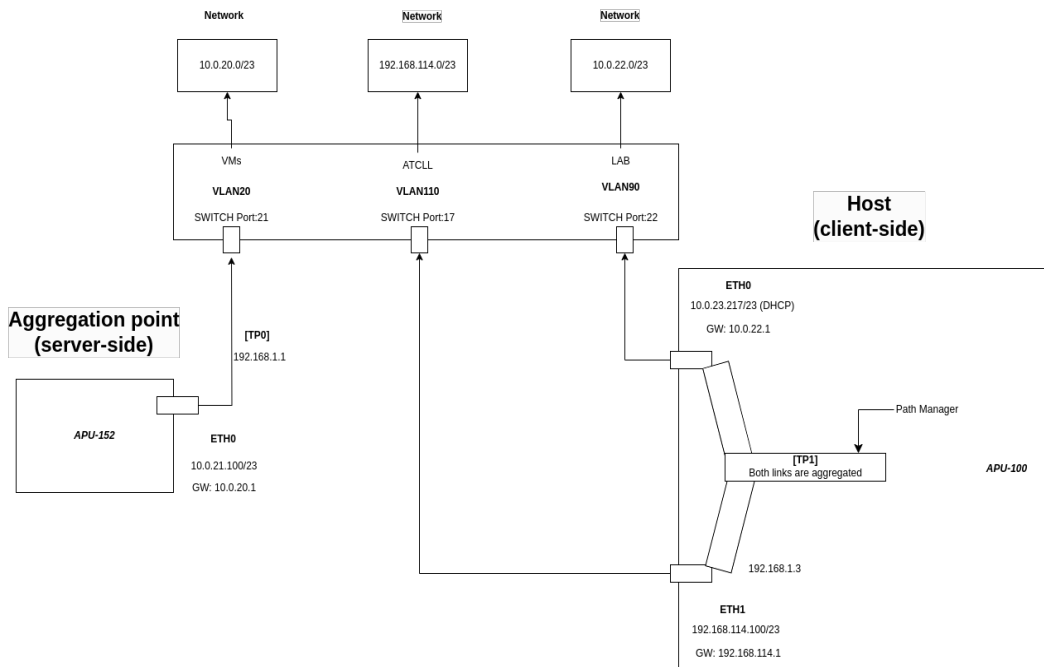 Network
Network
Network
10.0.20.0/23
192.168.114.0/23
10.0.22.0/23
VMs
ATCLL
LAB
VLAN20
VLAN110
VLAN90
SWITCH Port:21
SWITCH Port:17
SWITCH Port:22
Host
(client-side)
ETH0
10.0.23.217/23 (DHCP)
GW: 10.0.22.1
Aggregation point
(server-side)
[TP0]
192.168.1.1
APU-152
ETH0
10.0.21.100/23
GW: 10.0.20.1
Path Manager
[TP1]
Both links are aggregated
APU-100
192.168.1.3
ETH1
192.168.114.100/23
GW: 192.168.114.1